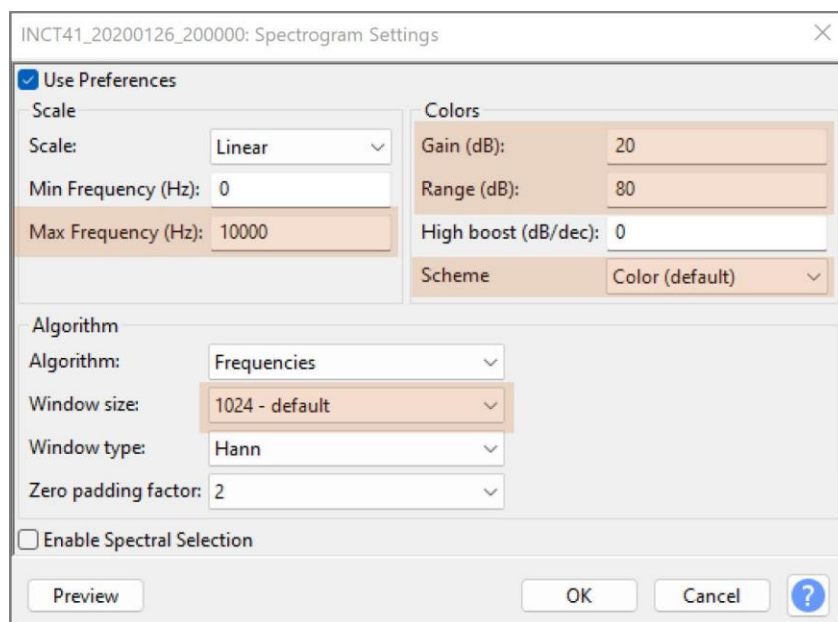 INCT41_20200126_200000: Spectrogram Settings
Use Preferences
Scale
Scale: Linear
Min Frequency (Hz): 0
Max Frequency (Hz): 10000
Colors
Gain (dB): 20
Range (dB): 80
High boost (dB/dec): 0
Scheme Color (default)
Algorithm
Algorithm: Frequencies
Window size: 1024 - default
Window type: Hann
Zero padding factor: 2
Enable Spectral Selection
Preview OK Cancel ?